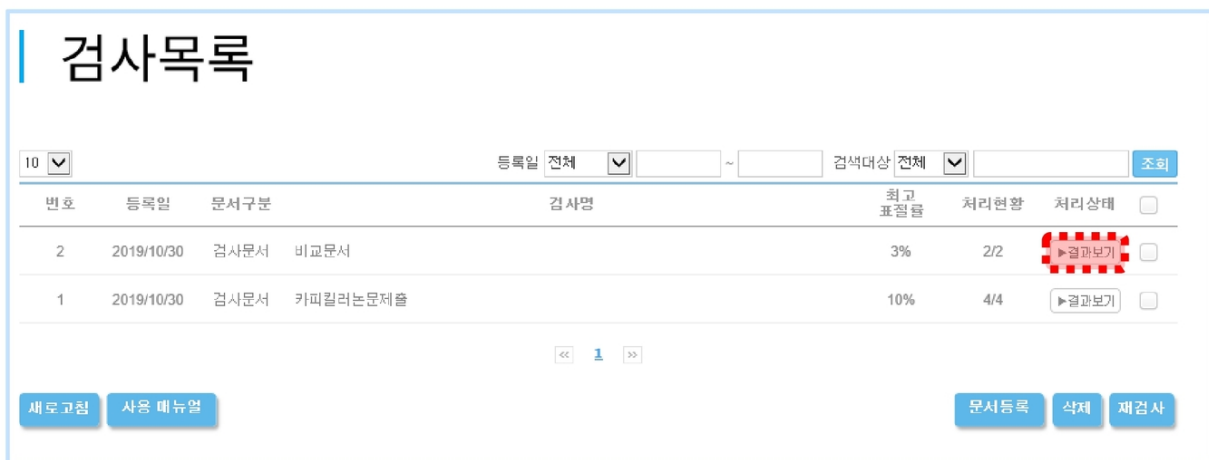 검사목록
10 등록일 전체 ~ 검색대상 전체 조회
번호 등록일 문서구분 검사명 최고 표절률 처리현황 처리상태
2 2019/10/30 검사문서 비교문서 3% 2/2 ▶결과보기
1 2019/10/30 검사문서 카피킬러논문제출 10% 4/4 ▶결과보기
<< 1 >>
새로고침 사용 매뉴얼 문서등록 삭제 재검사